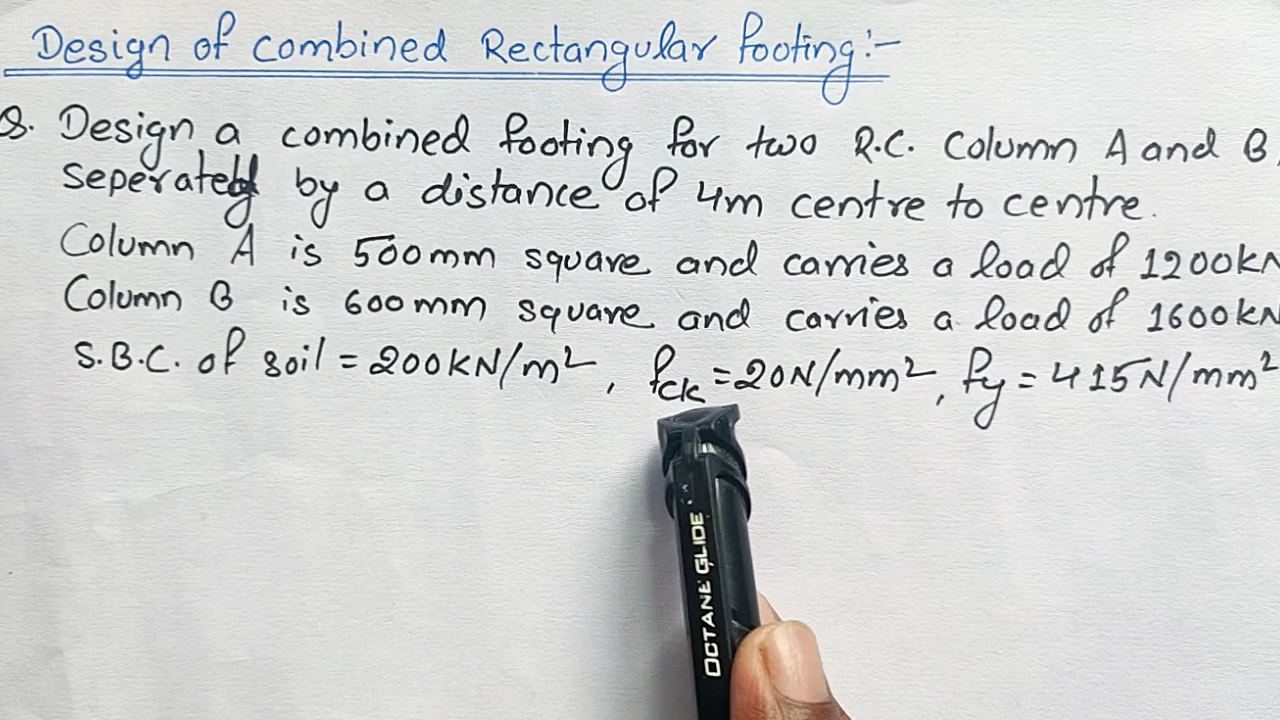 Design of combined Rectangular footing:-
Q. Design a combined footing for two R.C. Column A and B,
seperated by a distance of 4m centre to centre.
Column A is 500mm square and carries a load of 1200kN
Column B is 600mm square and carries a load of 1600kN
S.B.C. of soil = 200KN/m², fck = 20N/mm², fy = 415N/mm²
OCTANE GLIDE